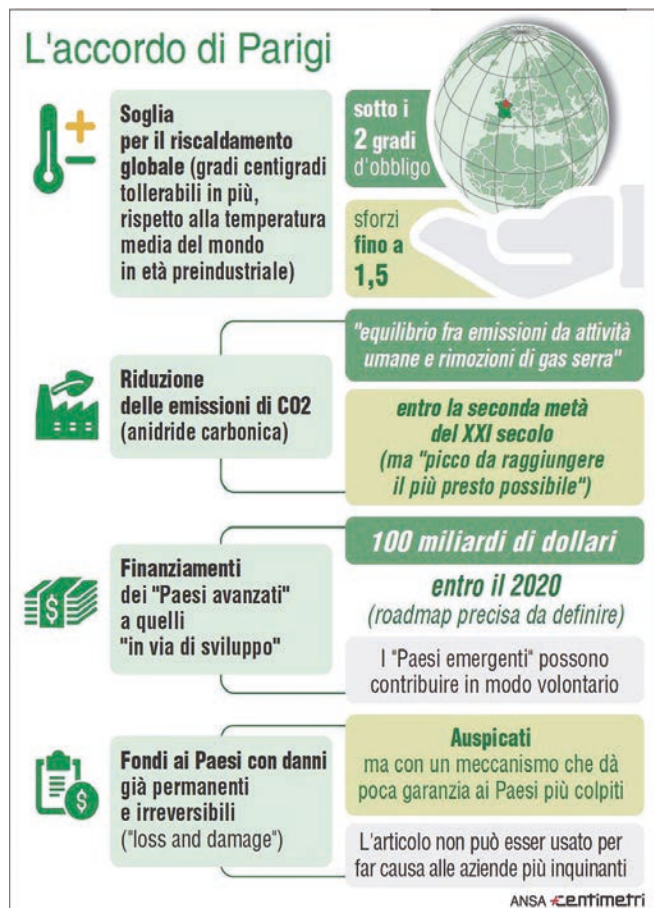 L'accordo di Parigi
Soglia
per il riscaldamento
globale (gradi centigradi
tollerabili in più,
rispetto alla temperatura
media del mondo
in età preindustriale)
sotto i
2 gradi
d'obbligo
sforzi
fino a
1,5
Riduzione
delle emissioni di CO2
(anidride carbonica)
"equilibrio fra emissioni da attività
umane e rimozioni di gas serra"
entro la seconda metà
del XXI secolo
(ma "picco da raggiungere
il più presto possibile")
Finanziamenti
dei "Paesi avanzati"
a quelli
"in via di sviluppo"
100 miliardi di dollari
entro il 2020
(roadmap precisa da definire)
I "Paesi emergenti" possono
contribuire in modo volontario
Fondi ai Paesi con danni
già permanenti
e irreversibili
("loss and damage")
Auspicati
ma con un meccanismo che dà
poca garanzia ai Paesi più colpiti
L'articolo non può esser usato per
far causa alle aziende più inquinanti
ANSA centimetri